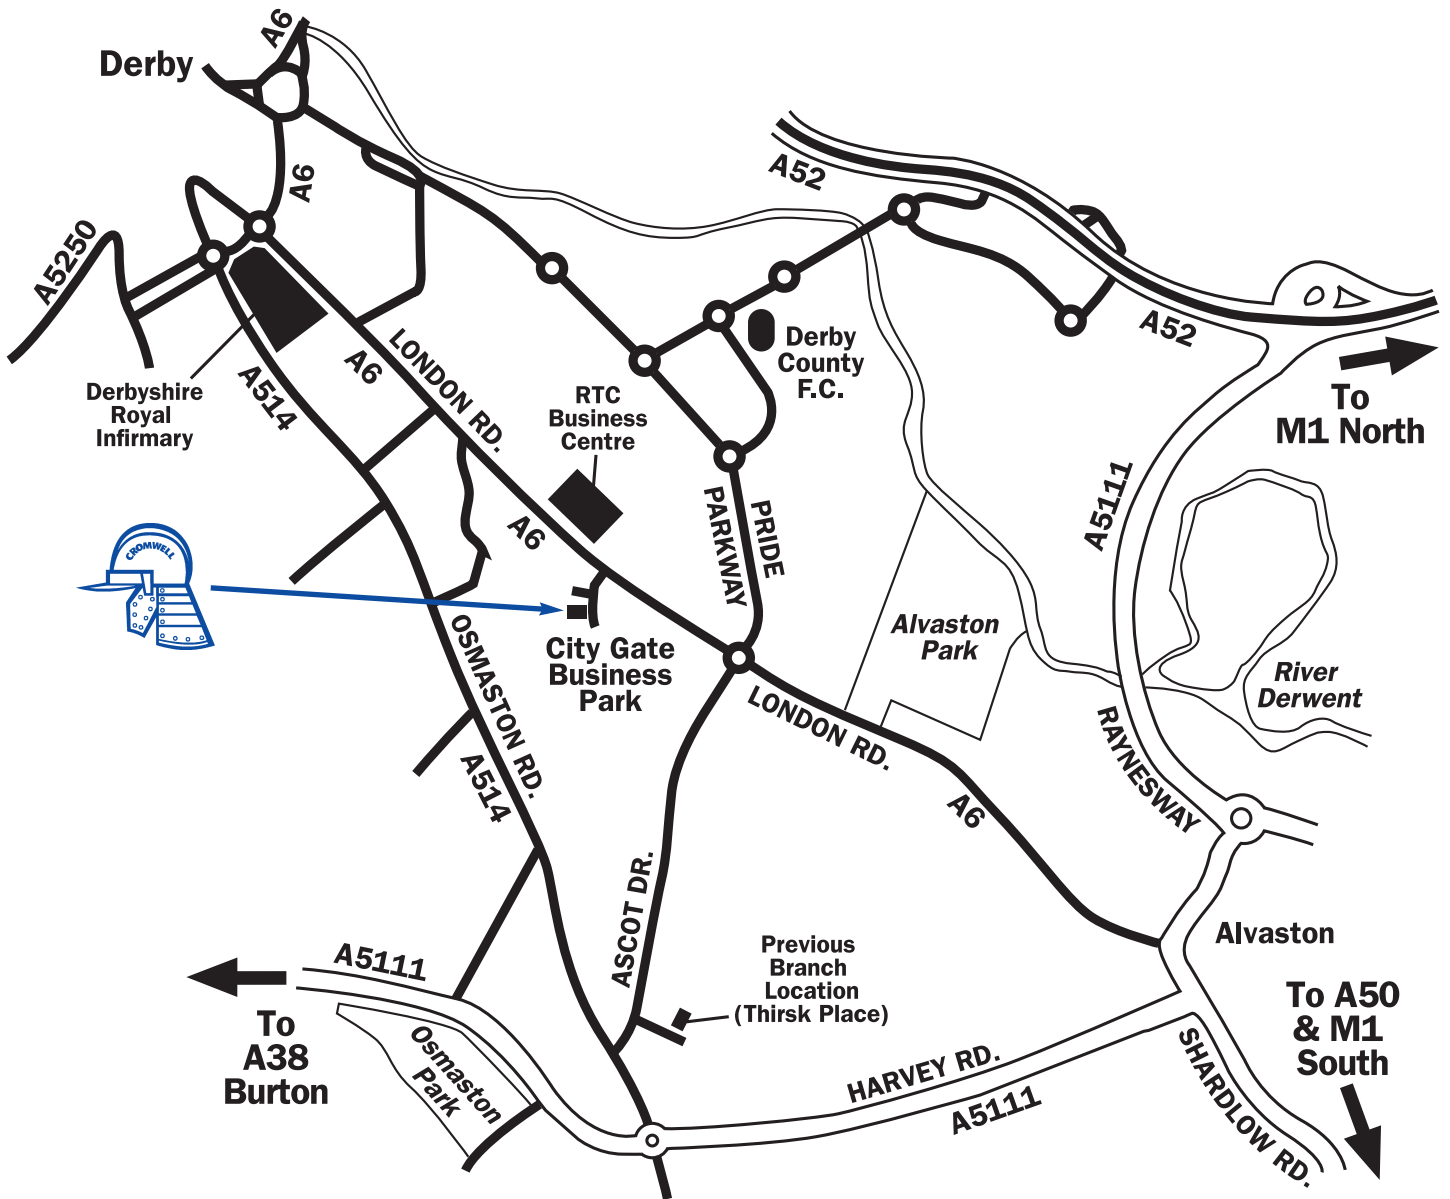 A6
Derby
A52
A6
A5250
A52
Derby
County
F.C.
To
M1 North
LONDON RD.
A6
A514
Derbyshire
Royal
Infirmary
RTC
Business
Centre
A5111
PRIDE
PARKWAY
A6
CROMWELL
Alvaston
Park
OSMASTON RD.
City Gate
Business
Park
River
Derwent
LONDON RD.
RAYNESWAY
A514
A6
ASCOT DR.
Alvaston
A5111
Previous
Branch
Location
(Thirsk Place)
To A50
& M1
South
To
A38
Burton
Osmaston
Park
HARVEY RD.
A5111
SHARDLOW RD.